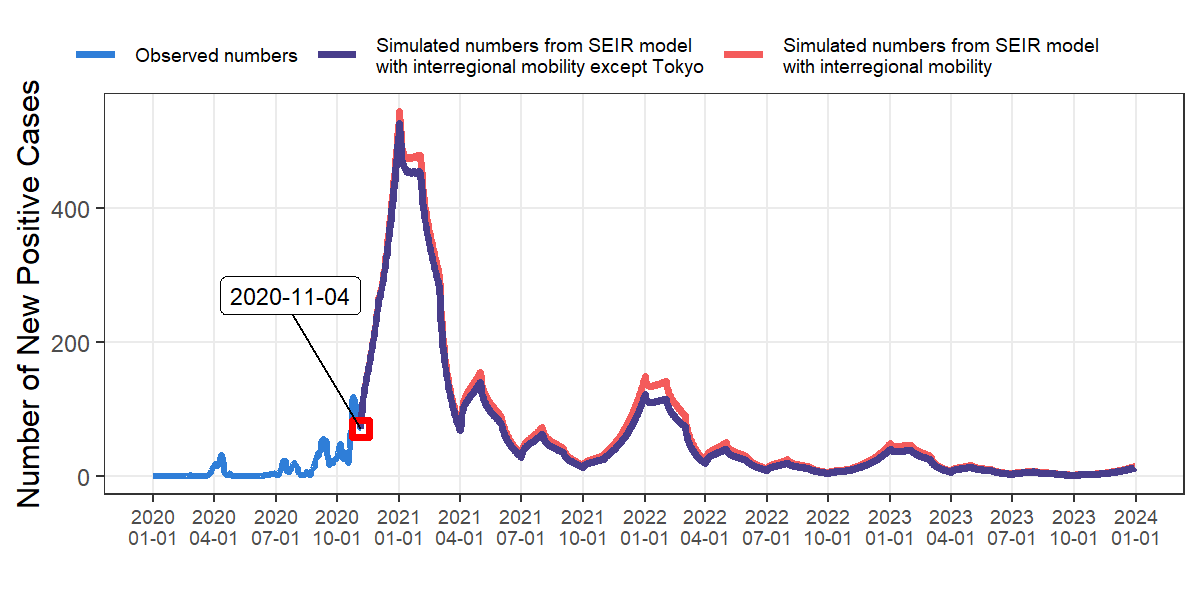 Observed numbers
Simulated numbers from SEIR model
with interregional mobility except Tokyo
Simulated numbers from SEIR model
with interregional mobility
Number of New Positive Cases
400
200
0
2020-11-04
2020 2020 2020 2020 2021 2021 2021 2021 2022 2022 2022 2022 2023 2023 2023 2023 2024
01-01 04-01 07-01 10-01 01-01 04-01 07-01 10-01 01-01 04-01 07-01 10-01 01-01 04-01 07-01 10-01 01-01